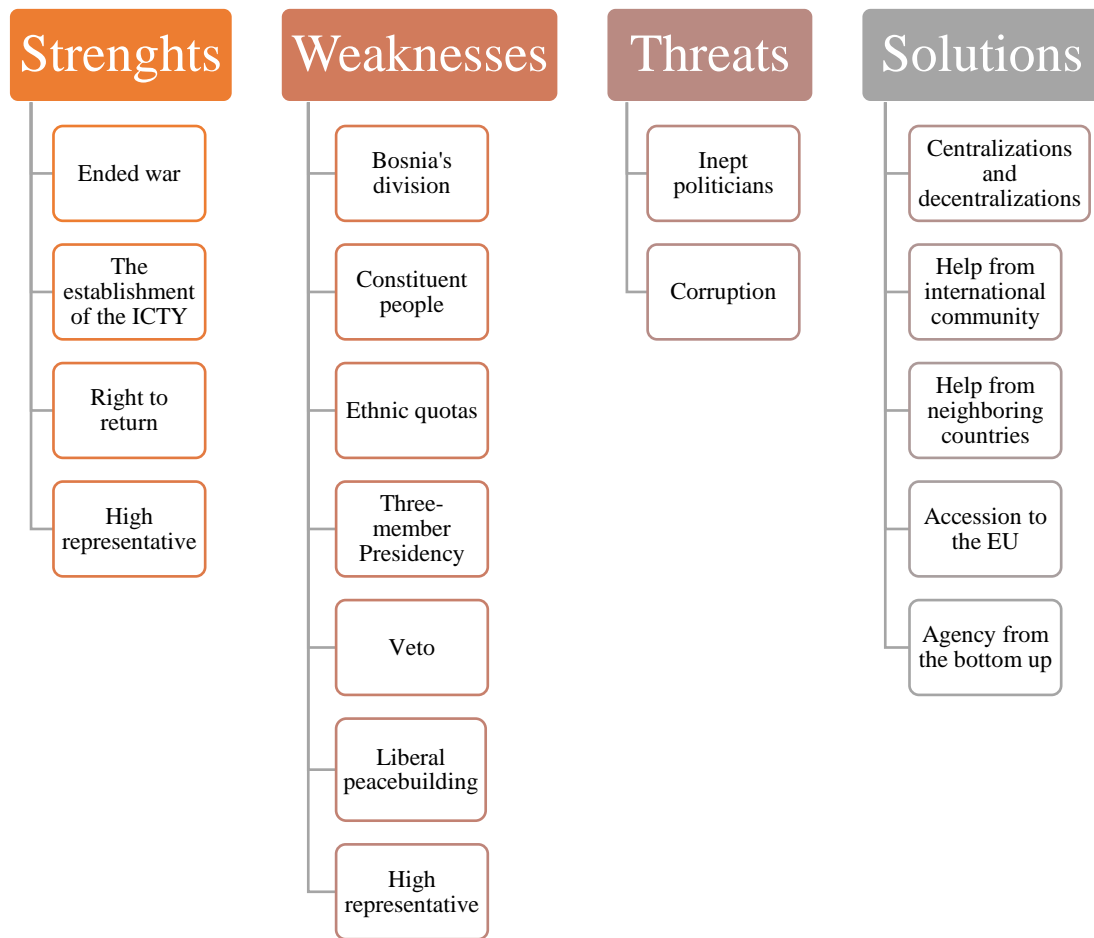 Strenghts
Ended war
The
establishment
of the ICTY
Right to
return
High
representative
Weaknesses
Bosnia's
division
Constituent
people
Ethnic quotas
Three-
member
Presidency
Veto
Liberal
peacebuilding
High
representative
Threats
Inept
politicians
Corruption
Solutions
Centralizations
and
decentralizations
Help from
international
community
Help from
neighboring
countries
Accession to
the EU
Agency from
the bottom up